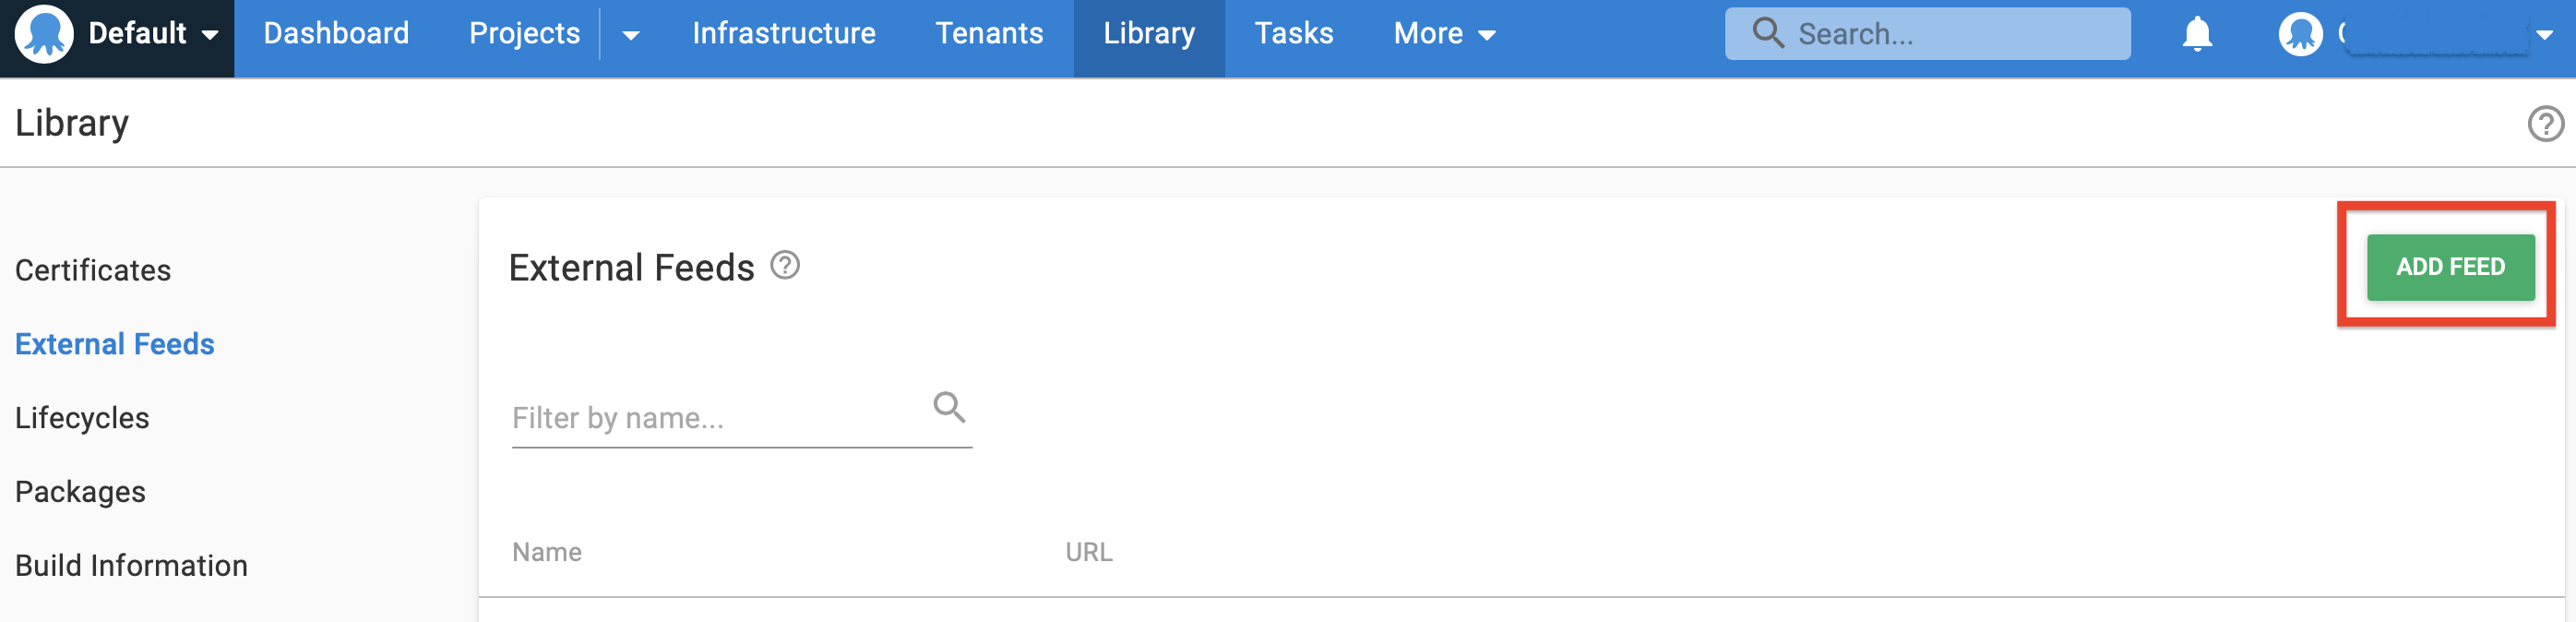 Default Dashboard Projects Infrastructure Tenants Library Tasks More Search...
Library
Certificates
External Feeds
Lifecycles
Packages
Build Information
External Feeds
ADD FEED
Filter by name...
Name URL